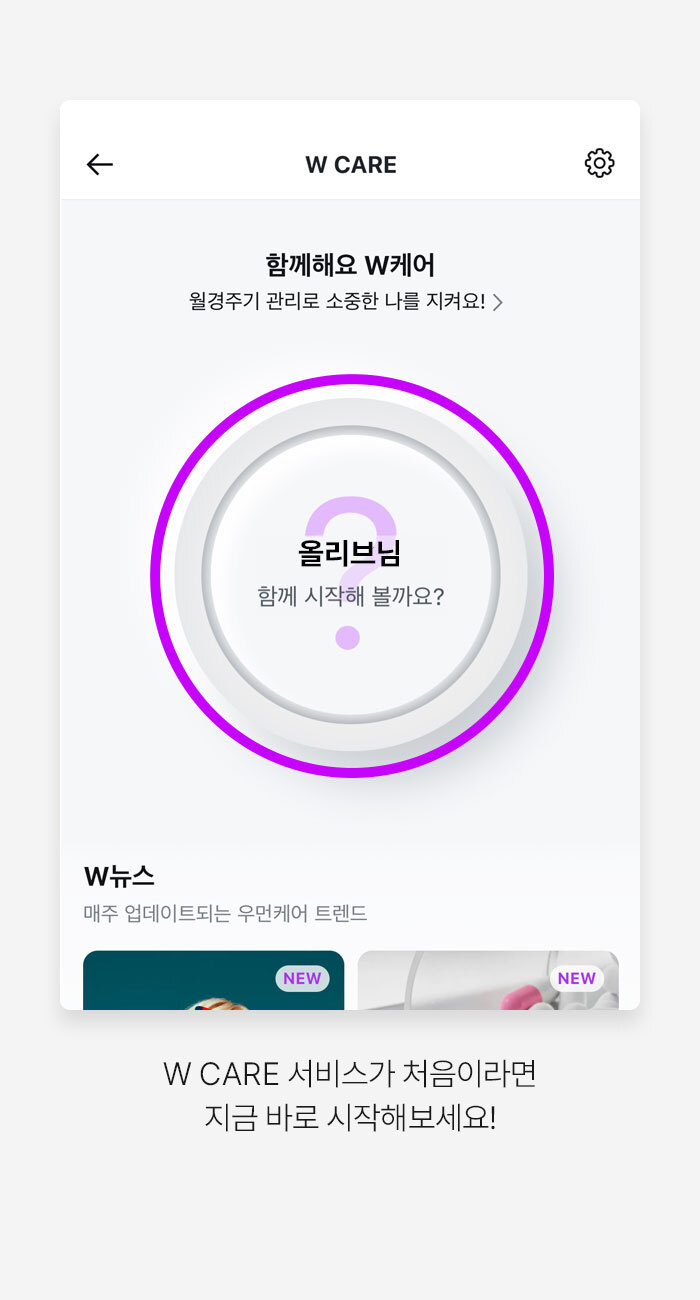 W CARE
함께해요 W케어
월경주기 관리로 소중한 나를 지켜요!
?
올리브님
함께 시작해 볼까요?
W뉴스
매주 업데이트되는 우먼케어 트렌드
NEW
NEW
W CARE 서비스가 처음이라면
지금 바로 시작해보세요!